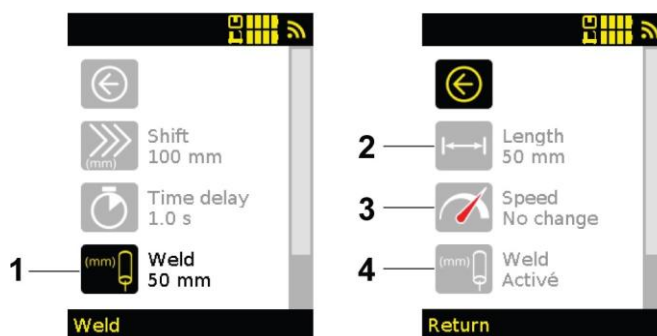 Shift
(mm)
100 mm
Time delay
1.0 s
1
(mm)
Weld
50 mm
Weld
2
Length
50 mm
3
Speed
No change
4
(mm)
Weld
Activé
Return